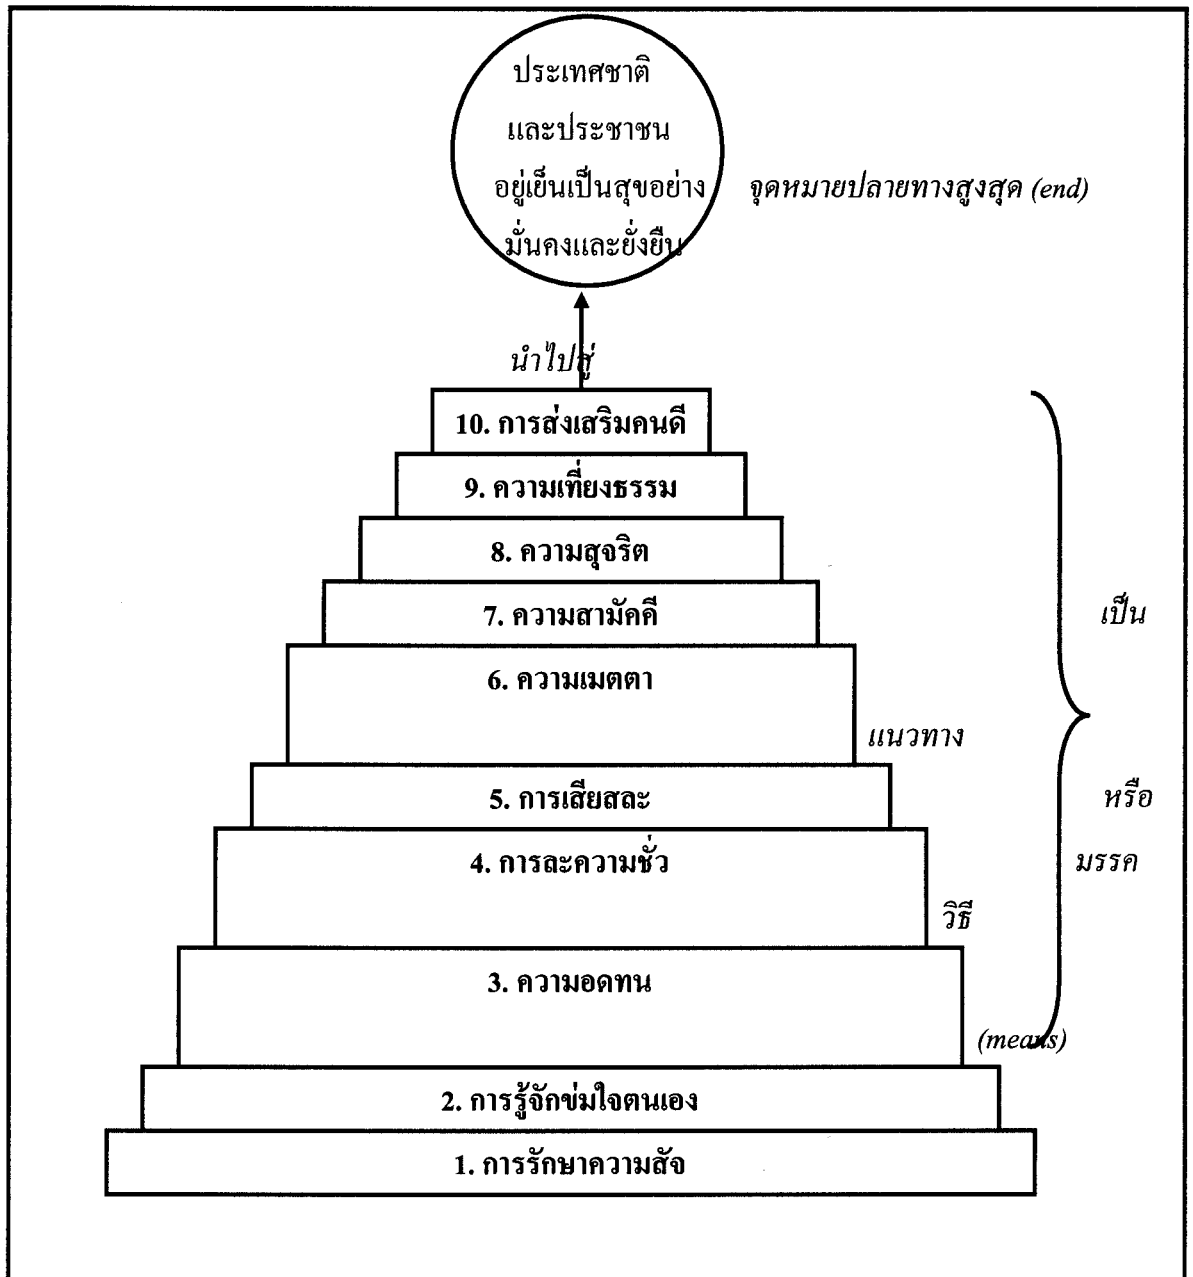 ประเทศชาติ
และประชาชน
อยู่เย็นเป็นสุขอย่าง
มั่นคงและยั่งยืน
จุดหมายปลายทางสูงสุด (end)
นำไปสู่
10. การส่งเสริมคนดี
9. ความเที่ยงธรรม
8. ความสุจริต
7. ความสามัคคี
เป็น
6. ความเมตตา
แนวทาง
5. การเสียสละ
หรือ
4. การละความชั่ว
มรรค
วิธี
3. ความอดทน
(means)
2. การรู้จักข่มใจตนเอง
1. การรักษาความสัจ